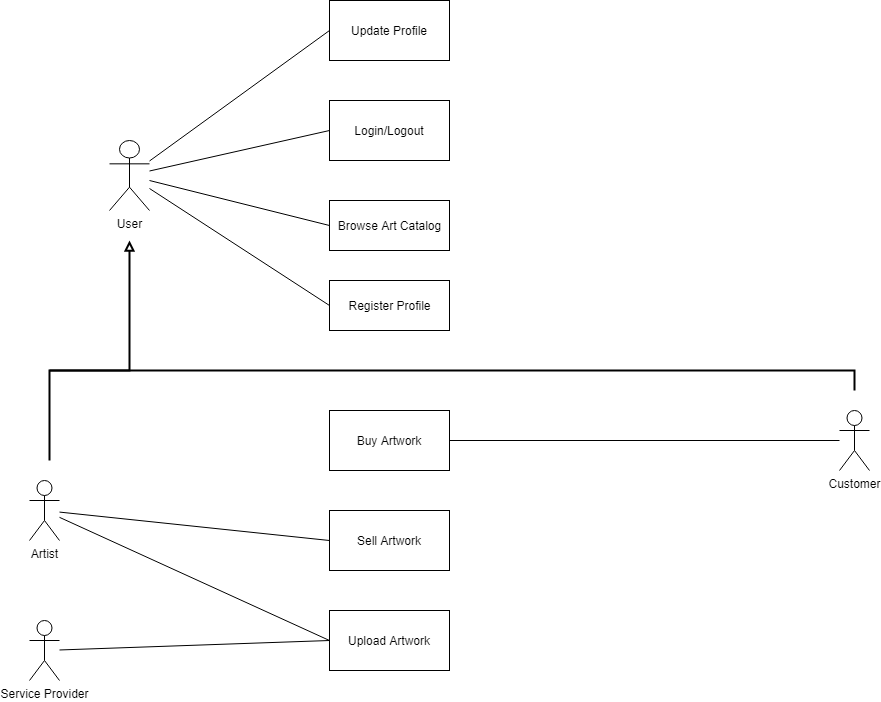 Update Profile
Login/Logout
User
Browse Art Catalog
Register Profile
Buy Artwork
Customer
Sell Artwork
Artist
Upload Artwork
Service Provider